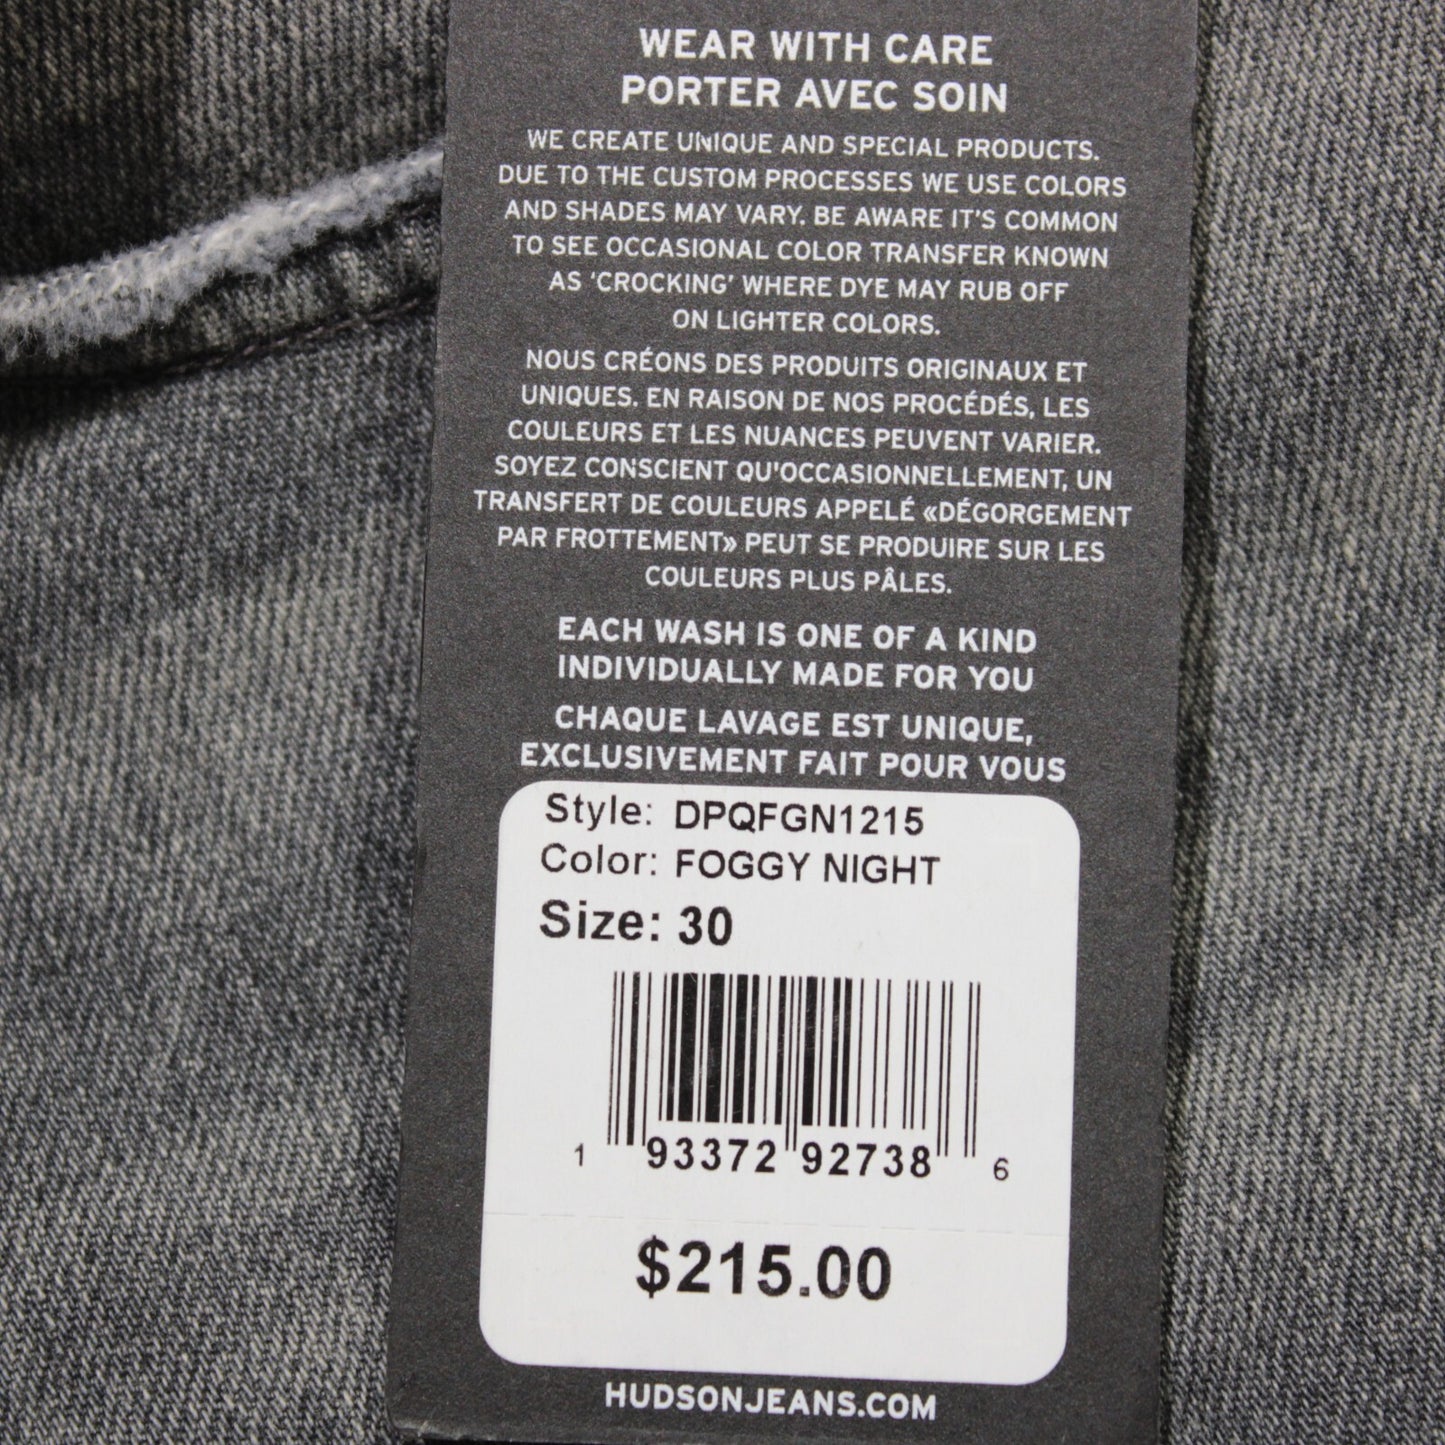 WEAR WITH CARE
PORTER AVEC SOIN
WE CREATE UNIQUE AND SPECIAL PRODUCTS.
DUE TO THE CUSTOM PROCESSES WE USE COLORS
AND SHADES MAY VARY. BE AWARE IT'S COMMON
TO SEE OCCASIONAL COLOR TRANSFER KNOWN
AS 'CROCKING' WHERE DYE MAY RUB OFF
ON LIGHTER COLORS.
NOUS CRÉONS DES PRODUITS ORIGINAUX ET
UNIQUES. EN RAISON DE NOS PROCÉDÉS, LES
COULEURS ET LES NUANCES PEUVENT VARIER.
SOYEZ CONSCIENT QU'OCCASIONNELLEMENT, UN
TRANSFERT DE COULEURS APPELÉ «DÉGORGEMENT
PAR FROTTEMENT» PEUT SE PRODUIRE SUR LES
COULEURS PLUS PÂLES.
EACH WASH IS ONE OF A KIND
INDIVIDUALLY MADE FOR YOU
CHAQUE LAVAGE EST UNIQUE,
EXCLUSIVEMENT FAIT POUR VOUS
Style: DPQFGN1215
Color: FOGGY NIGHT
Size: 30
1 93372 92738 6
$215.00
HUDSONJEANS.COM